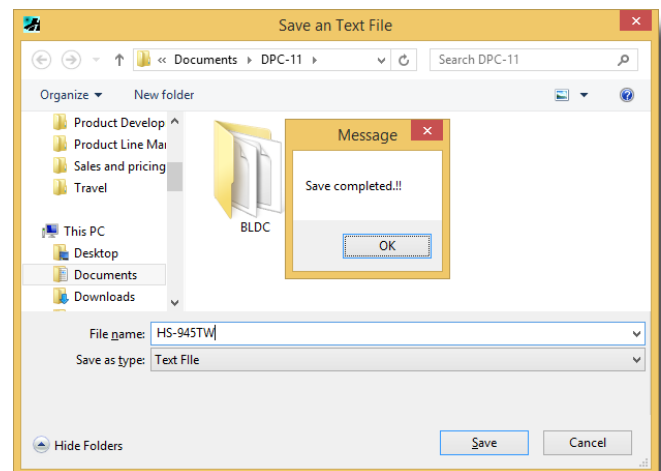 Save an Text File
« Documents DPC-11
Search DPC-11
Organize
New folder
Product Develop
Product Line Mar
Sales and pricing
Travel
This PC
Desktop
Documents
Downloads
BLDC
Message
Save completed.!!
OK
File name: HS-945TW
Save as type: Text FIle
Hide Folders
Save
Cancel